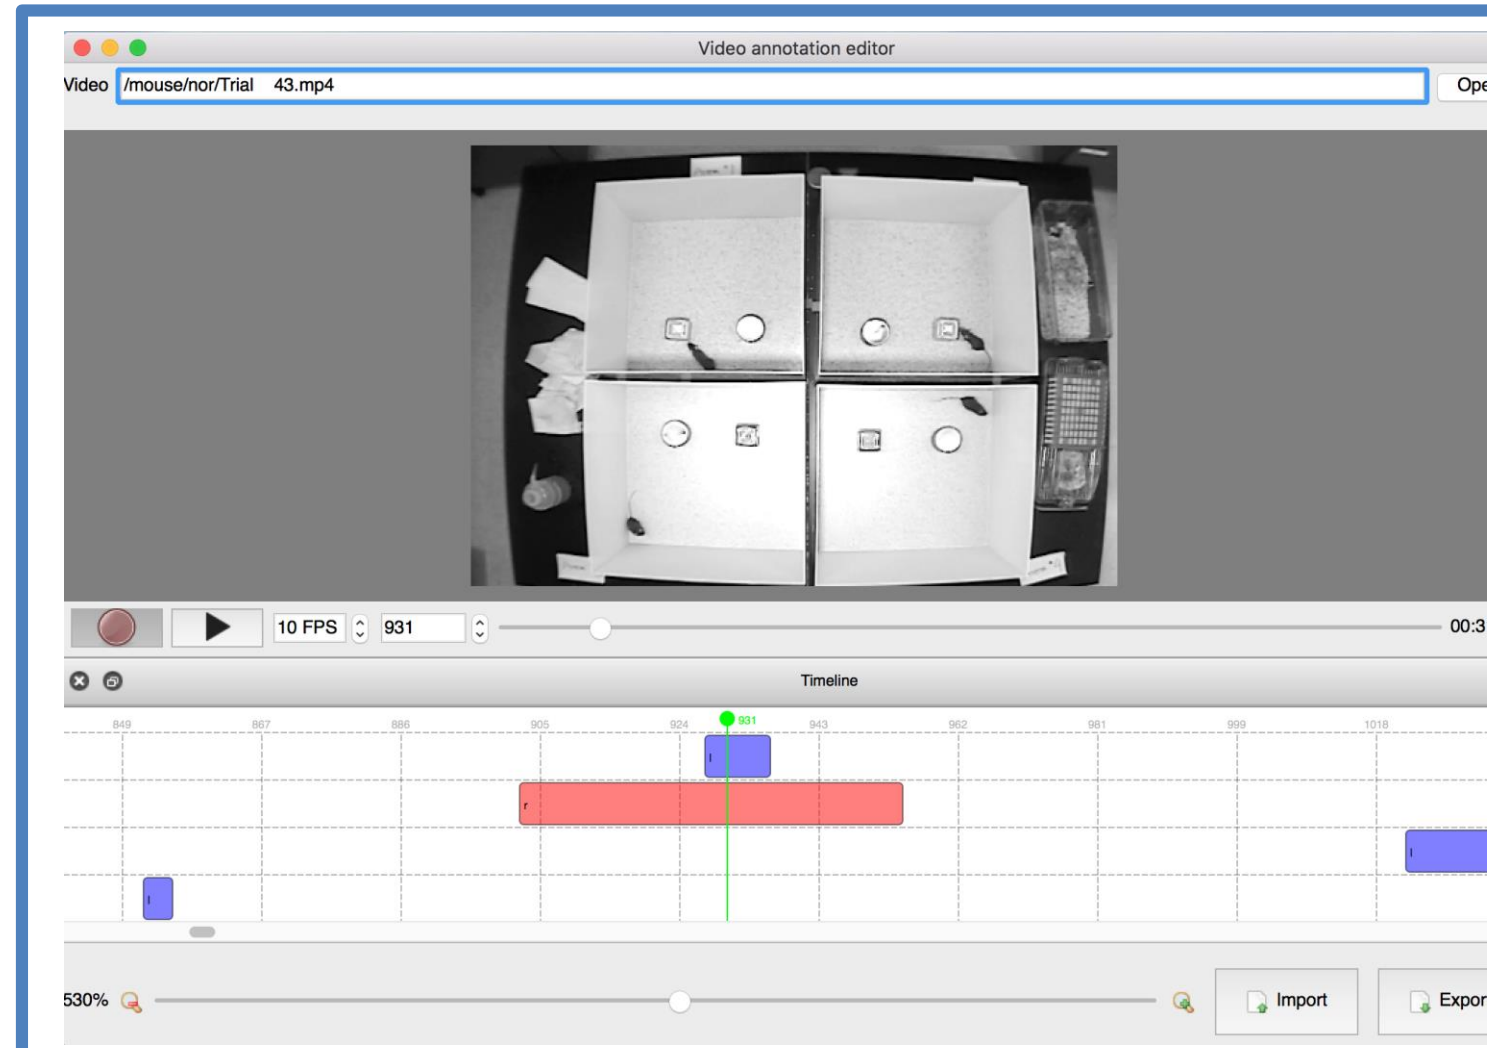 Video annotation editor
Video /mouse/nor/Trial 43.mp4 Ope
10 FPS 931 00:3
Timeline
849 867 886 905 924 931 943 962 981 999 1018
l
r
l
l
530% Import Expor